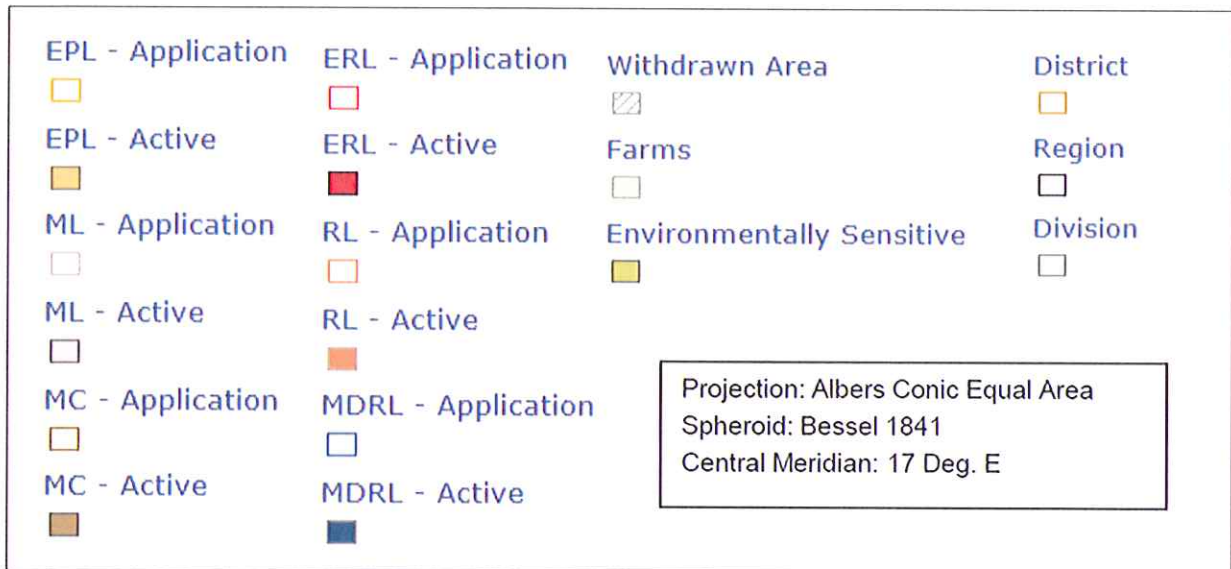 EPL - Application
EPL - Active
ML - Application
ML - Active
MC - Application
MC - Active
ERL - Application
ERL - Active
RL - Application
RL - Active
MDRL - Application
MDRL - Active
Withdrawn Area
Farms
Environmentally Sensitive
District
Region
Division
Projection: Albers Conic Equal Area
Spheroid: Bessel 1841
Central Meridian: 17 Deg. E